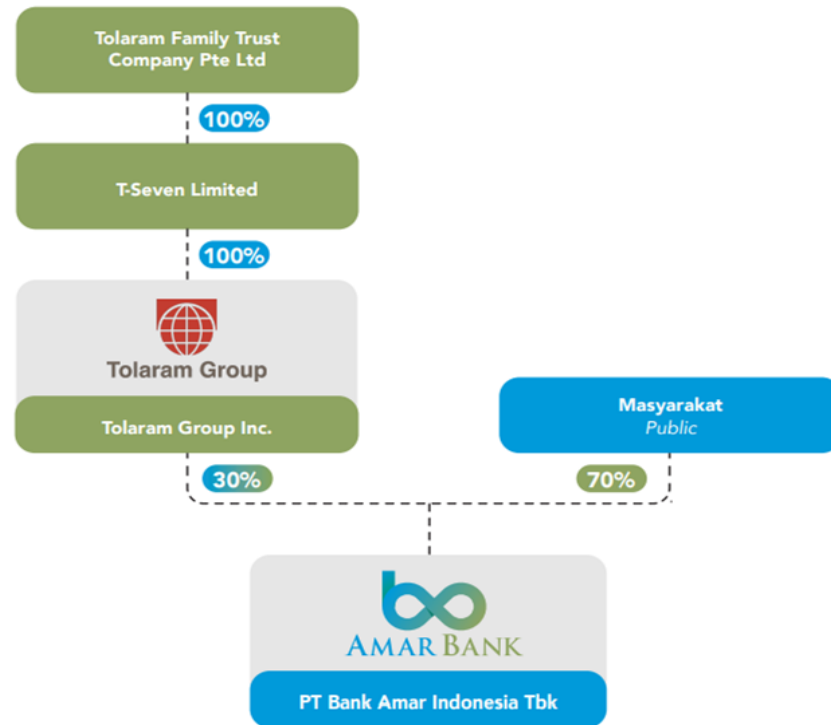 Tolaram Family Trust
Company Pte Ltd
100%
T-Seven Limited
100%
Tolaram Group
Tolaram Group Inc.
Masyarakat
Public
30%
70%
AMAR BANK
PT Bank Amar Indonesia Tbk